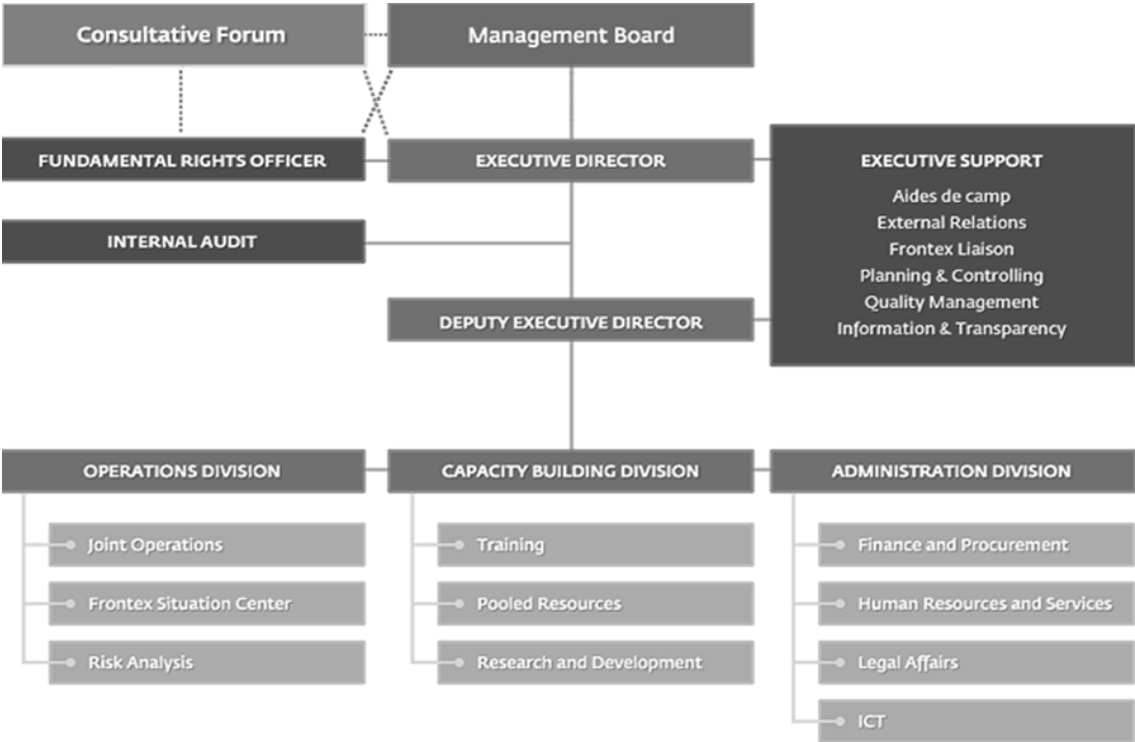 Consultative Forum
Management Board
FUNDAMENTAL RIGHTS OFFICER
EXECUTIVE DIRECTOR
EXECUTIVE SUPPORT
Aides de camp
External Relations
Frontex Liaison
Planning & Controlling
Quality Management
Information & Transparency
INTERNAL AUDIT
DEPUTY EXECUTIVE DIRECTOR
OPERATIONS DIVISION
Joint Operations
Frontex Situation Center
Risk Analysis
CAPACITY BUILDING DIVISION
Training
Pooled Resources
Research and Development
ADMINISTRATION DIVISION
Finance and Procurement
Human Resources and Services
Legal Affairs
ICT